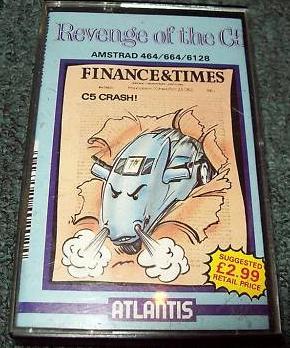 Revenge of the C5
AMSTRAD 464/664/6128
FINANCE&TIMES
C5 CRASH!
SUGGESTED
£2.99
RETAIL PRICE
ATLANTIS